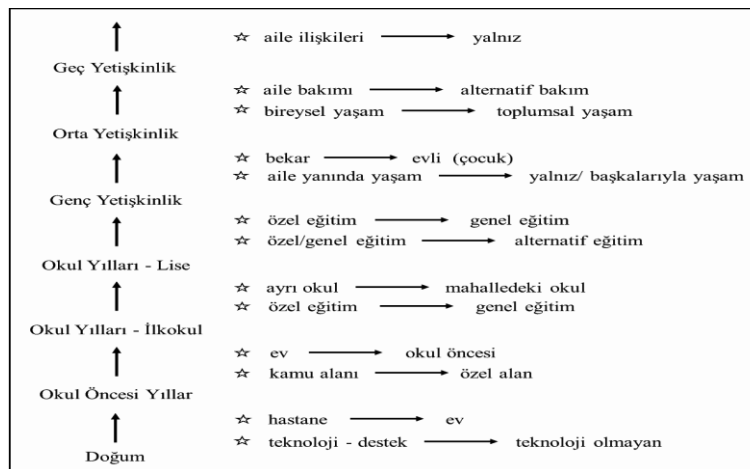 ☆ aile ilişkileri → yalnız
Geç Yetişkinlik
☆ aile bakımı → alternatif bakım
☆ bireysel yaşam → toplumsal yaşam
Orta Yetişkinlik
☆ bekar → evli (çocuk)
☆ aile yanında yaşam → yalnız/ başkalarıyla yaşam
Genç Yetişkinlik
☆ özel eğitim → genel eğitim
☆ özel/genel eğitim → alternatif eğitim
Okul Yılları - Lise
☆ ayrı okul → mahalledeki okul
☆ özel eğitim → genel eğitim
Okul Yılları - İlkokul
☆ ev → okul öncesi
☆ kamu alanı → özel alan
Okul Öncesi Yıllar
☆ hastane → ev
☆ teknoloji - destek → teknoloji olmayan
Doğum